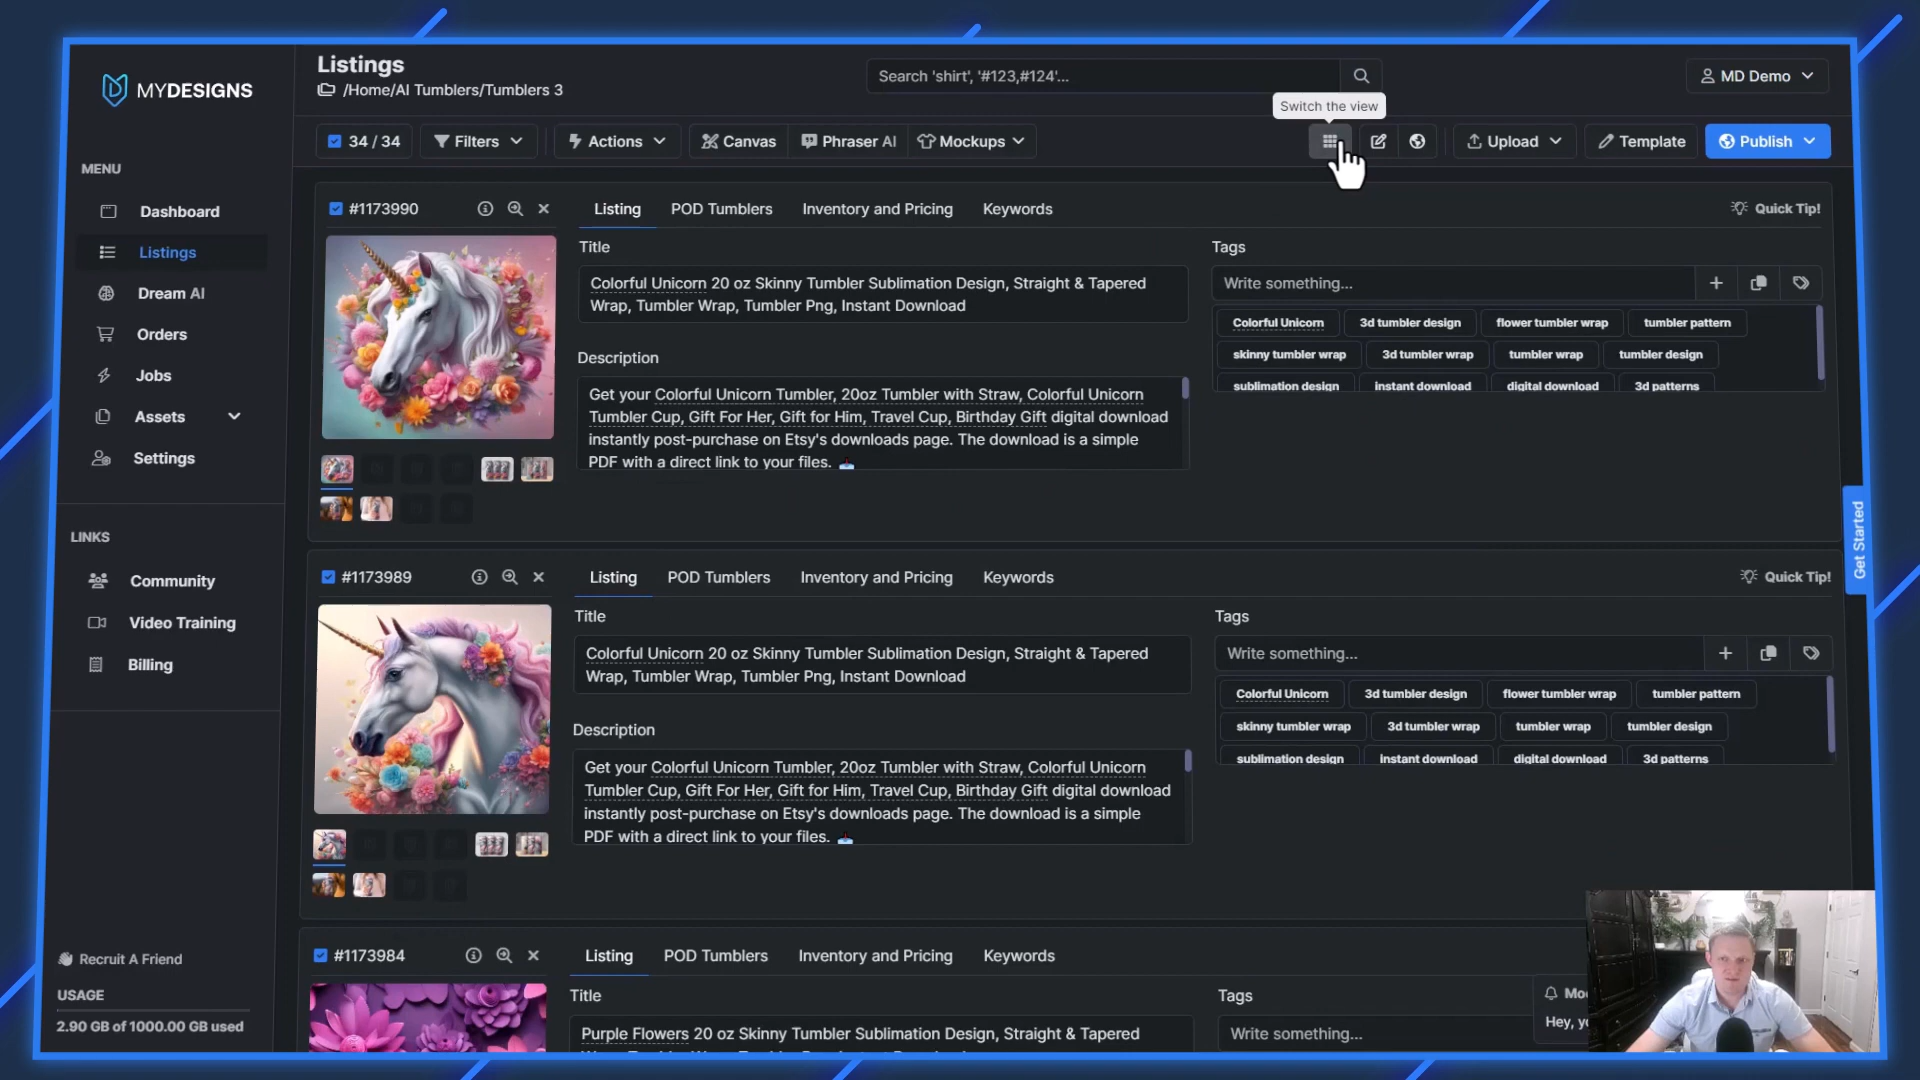 Listings
/Home/AI Tumblers/Tumblers 3
Search 'shirt', '#123,#124'...
MD Demo
Switch the view
MYDESIGNS
34 / 34
Filters
Actions
Canvas
Phraser AI
Mockups
Upload
Template
Publish
MENU
Dashboard
Listings
Dream AI
Orders
Jobs
Assets
Settings
LINKS
Community
Video Training
Billing
Recruit A Friend
USAGE
2.90 GB of 1000.00 GB used
#1173990
Listing
POD Tumblers
Inventory and Pricing
Keywords
Quick Tip!
Title
Colorful Unicorn 20 oz Skinny Tumbler Sublimation Design, Straight & Tapered
Wrap, Tumbler Wrap, Tumbler Png, Instant Download
Description
Get your Colorful Unicorn Tumbler, 20oz Tumbler with Straw, Colorful Unicorn
Tumbler Cup, Gift For Her, Gift for Him, Travel Cup, Birthday Gift digital download
instantly post-purchase on Etsy's downloads page. The download is a simple
PDF with a direct link to your files.
Tags
Write something...
Colorful Unicorn
3d tumbler design
flower tumbler wrap
tumbler pattern
skinny tumbler wrap
3d tumbler wrap
tumbler wrap
tumbler design
sublimation design
instant download
digital download
3d patterns
Get Started
#1173989
Listing
POD Tumblers
Inventory and Pricing
Keywords
Quick Tip!
Title
Colorful Unicorn 20 oz Skinny Tumbler Sublimation Design, Straight & Tapered
Wrap, Tumbler Wrap, Tumbler Png, Instant Download
Description
Get your Colorful Unicorn Tumbler, 20oz Tumbler with Straw, Colorful Unicorn
Tumbler Cup, Gift For Her, Gift for Him, Travel Cup, Birthday Gift digital download
instantly post-purchase on Etsy's downloads page. The download is a simple
PDF with a direct link to your files.
Tags
Write something...
Colorful Unicorn
3d tumbler design
flower tumbler wrap
tumbler pattern
skinny tumbler wrap
3d tumbler wrap
tumbler wrap
tumbler design
sublimation design
instant download
digital download
3d patterns
#1173984
Listing
POD Tumblers
Inventory and Pricing
Keywords
Title
Purple Flowers 20 oz Skinny Tumbler Sublimation Design, Straight & Tapered
Tags
Write something...
Hey,